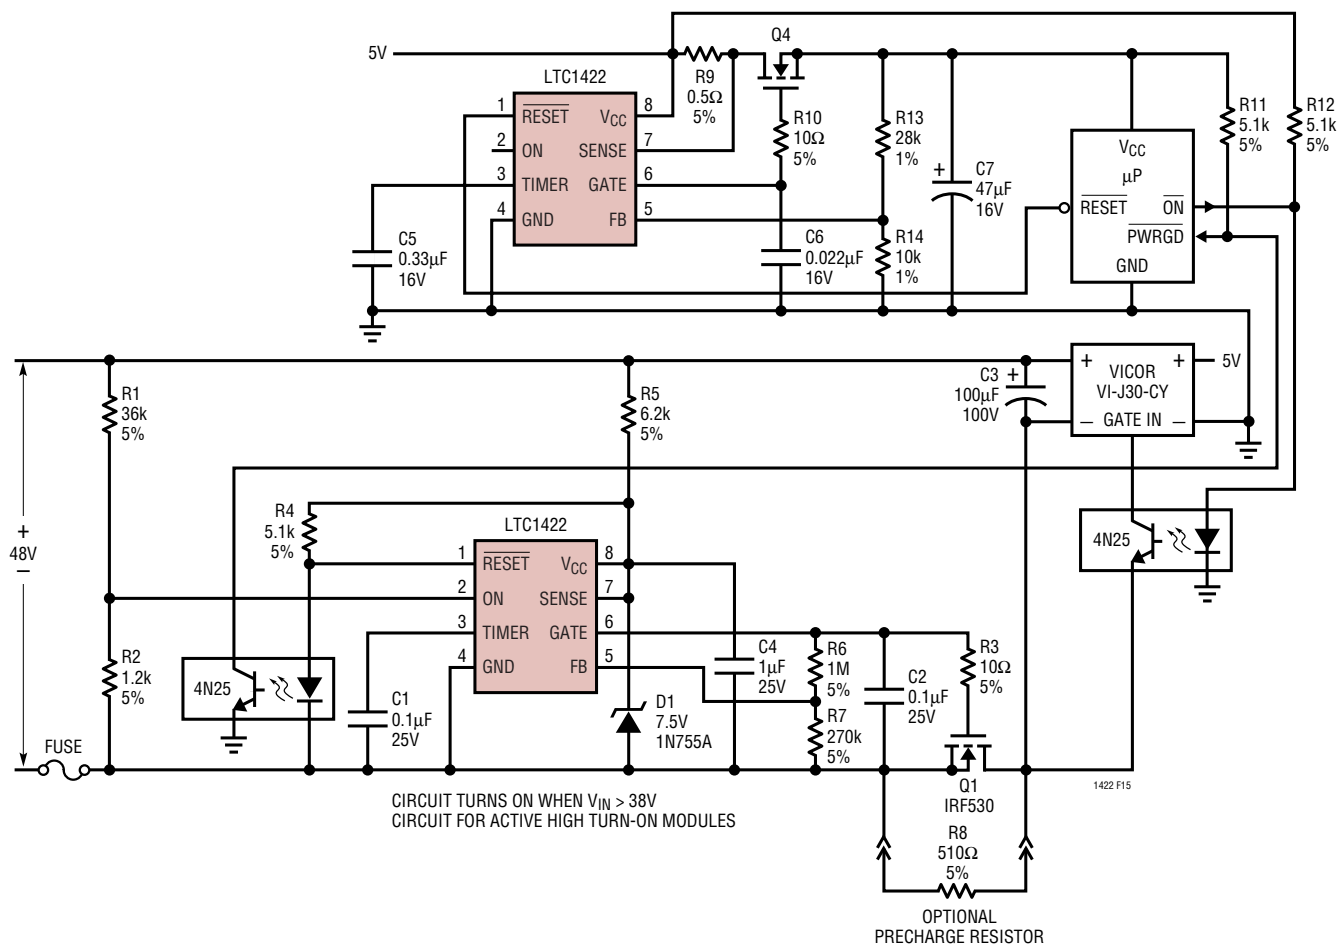 5V
Q4
LTC1422
R9
0.5Ω
5%
1
RESET
VCC
8
2
ON
SENSE
7
3
TIMER
GATE
6
4
GND
FB
5
R10
10Ω
5%
R13
28k
1%
+
C7
47µF
16V
VCC
µP
RESET
ON
PWRGD
GND
R11
5.1k
5%
R12
5.1k
5%
C5
0.33µF
16V
C6
0.022µF
16V
R14
10k
1%
R1
36k
5%
R5
6.2k
5%
C3
+
100µF
100V
+
+
VICOR
VI-J30-CY
–
GATE IN
–
5V
+
48V
–
R4
5.1k
5%
LTC1422
1
RESET
VCC
8
2
ON
SENSE
7
3
TIMER
GATE
6
4
GND
FB
5
4N25
R2
1.2k
5%
4N25
C1
0.1µF
25V
D1
7.5V
1N755A
C4
1µF
25V
R6
1M
5%
R7
270k
5%
C2
0.1µF
25V
R3
10Ω
5%
FUSE
Q1
IRF530
1422 F15
CIRCUIT TURNS ON WHEN VIN > 38V
CIRCUIT FOR ACTIVE HIGH TURN-ON MODULES
R8
510Ω
5%
OPTIONAL
PRECHARGE RESISTOR